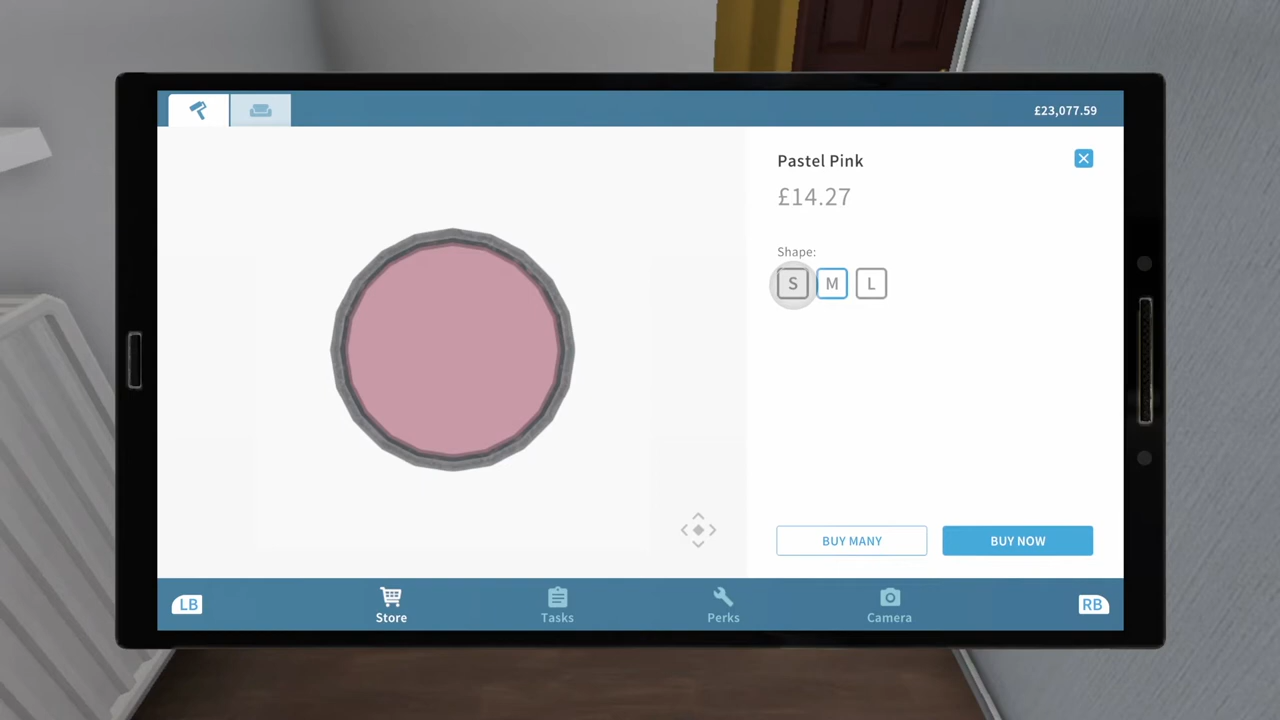 £23,077.59
Pastel Pink
£14.27
Shape:
S M L
BUY MANY BUY NOW
LB Store Tasks Perks Camera RB